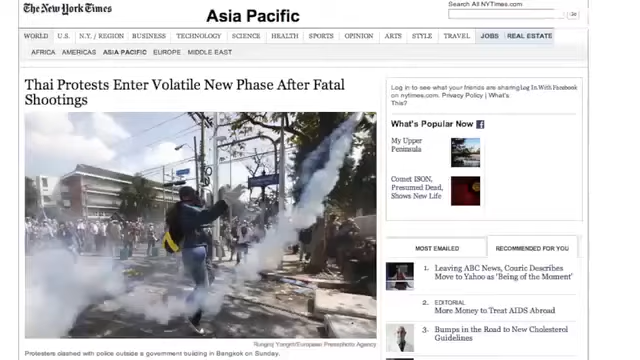 The New York Times
Asia Pacific
Search All NYTimes.com
Go
WORLD U.S. N.Y. / REGION BUSINESS TECHNOLOGY SCIENCE HEALTH SPORTS OPINION ARTS STYLE TRAVEL JOBS REAL ESTATE
AFRICA AMERICAS ASIA PACIFIC EUROPE MIDDLE EAST
Thai Protests Enter Volatile New Phase After Fatal
Shootings
Rungroj Yongrit/European Pressphoto Agency
Protesters clashed with police outside a government building in Bangkok on Sunday.
Log in to see what your friends are sharing Log In With Facebook
on nytimes.com. Privacy Policy | What's
This?
What's Popular Now f
My Upper
Peninsula
Comet ISON,
Presumed Dead,
Shows New Life
MOST EMAILED RECOMMENDED FOR YOU
1. Leaving ABC News, Couric Describes
Move to Yahoo as 'Being of the Moment'
2. EDITORIAL
More Money to Treat AIDS Abroad
3. Bumps in the Road to New Cholesterol
Guidelines